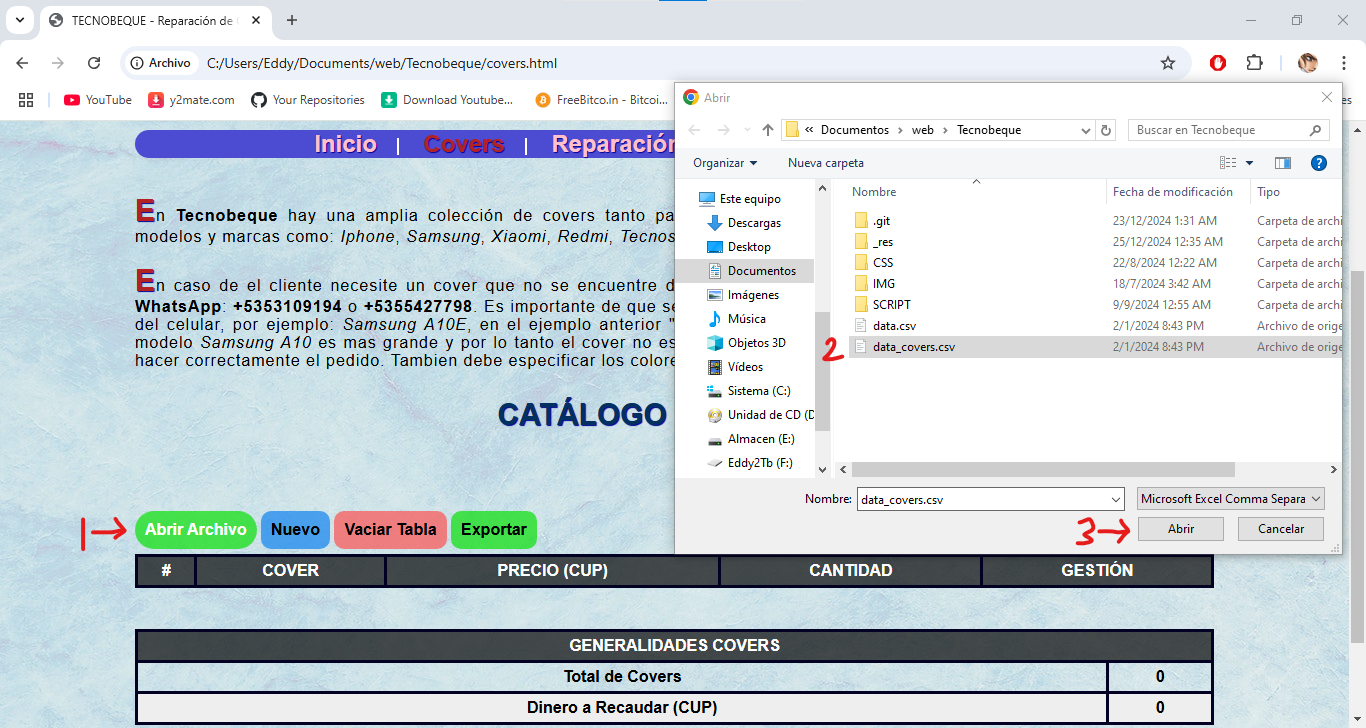 TECNOBEQUE - Reparación de
Archivo C:/Users/Eddy/Documents/web/Tecnobeque/covers.html
YouTube y2mate.com Your Repositories Download Youtube... FreeBitco.in - Bitcoi... es
Inicio | Covers | Reparación
En Tecnobeque hay una amplia colección de covers tanto pa
modelos y marcas como: Iphone, Samsung, Xiaomi, Redmi, Tecnos
En caso de el cliente necesite un cover que no se encuentre d
WhatsApp: +5353109194 o +5355427798. Es importante de que se
del celular, por ejemplo: Samsung A10E, en el ejemplo anterior "
modelo Samsung A10 es mas grande y por lo tanto el cover no es
hacer correctamente el pedido. Tambien debe especificar los colore
CATÁLOGO
1 → Abrir Archivo Nuevo Vaciar Tabla Exportar
# COVER PRECIO (CUP) CANTIDAD GESTIÓN
GENERALIDADES COVERS
Total de Covers 0
Dinero a Recaudar (CUP) 0
Abrir
« Documentos > web > Tecnobeque Buscar en Tecnobeque
Organizar Nueva carpeta
Este equipo
Descargas
Desktop
Documentos
Imágenes
Música
Objetos 3D
Vídeos
Sistema (C:)
Unidad de CD (D
Almacen (E:)
Eddy2Tb (F:)
Nombre Fecha de modificación Tipo
.git 23/12/2024 1:31 AM Carpeta de archi
_res 25/12/2024 12:35 AM Carpeta de archi
CSS 22/8/2024 12:22 AM Carpeta de archi
IMG 18/7/2024 3:42 AM Carpeta de archi
SCRIPT 9/9/2024 12:55 AM Carpeta de archi
data.csv 2/1/2024 8:43 PM Archivo de orige
2 data_covers.csv 2/1/2024 8:43 PM Archivo de orige
Nombre: data_covers.csv Microsoft Excel Comma Separa
3 → Abrir Cancelar